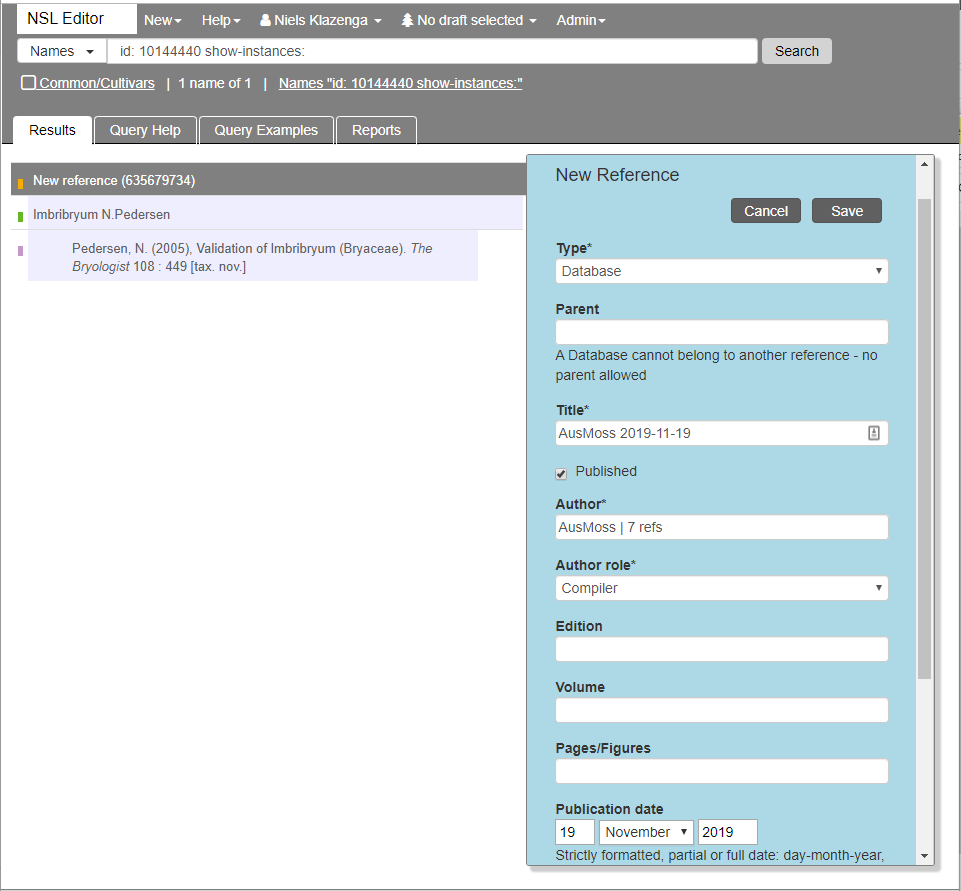 NSL Editor New Help Niels Klazenga No draft selected Admin
Names id: 10144440 show-instances: Search
Common/Cultivars | 1 name of 1 | Names "id: 10144440 show-instances:"
Results Query Help Query Examples Reports
New reference (635679734)
Imbribryum N.Pedersen
Pedersen, N. (2005), Validation of Imbribryum (Bryaceae). The
Bryologist 108 : 449 [tax. nov.]
New Reference
Cancel Save
Type*
Database
Parent
A Database cannot belong to another reference - no
parent allowed
Title*
AusMoss 2019-11-19
Published
Author*
AusMoss | 7 refs
Author role*
Compiler
Edition
Volume
Pages/Figures
Publication date
19 November 2019
Strictly formatted, partial or full date: day-month-year,